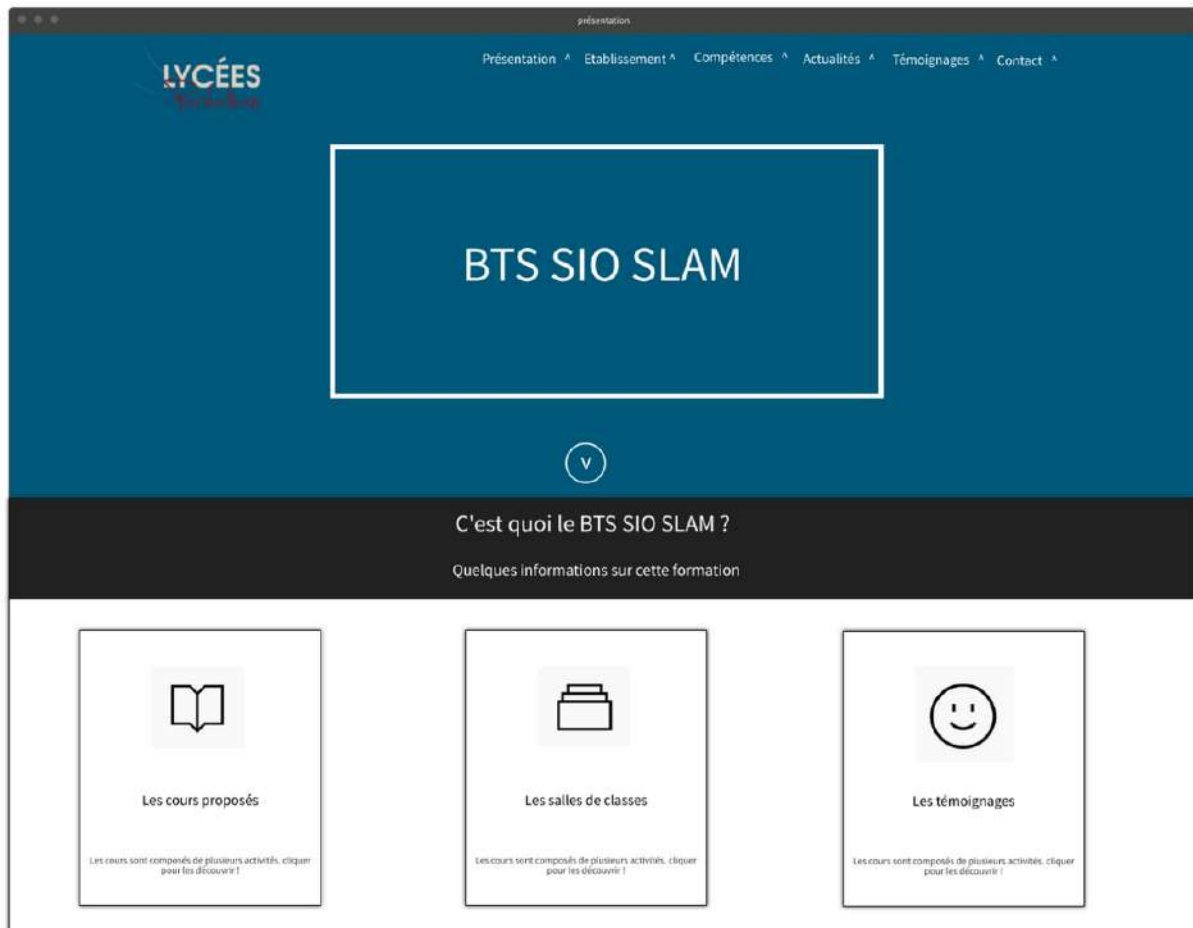 présentation
Présentation ^ Etablissement ^ Compétences ^ Actualités ^ Témoignages ^ Contact ^
LYCÉES
BTS SIO SLAM
V
C'est quoi le BTS SIO SLAM ?
Quelques informations sur cette formation
Les cours proposés
Les cours sont composés de plusieurs activités, cliquer
pour les découvrir !
Les salles de classes
Les cours sont composés de plusieurs activités, cliquer
pour les découvrir !
Les témoignages
Les cours sont composés de plusieurs activités, cliquer
pour les découvrir !